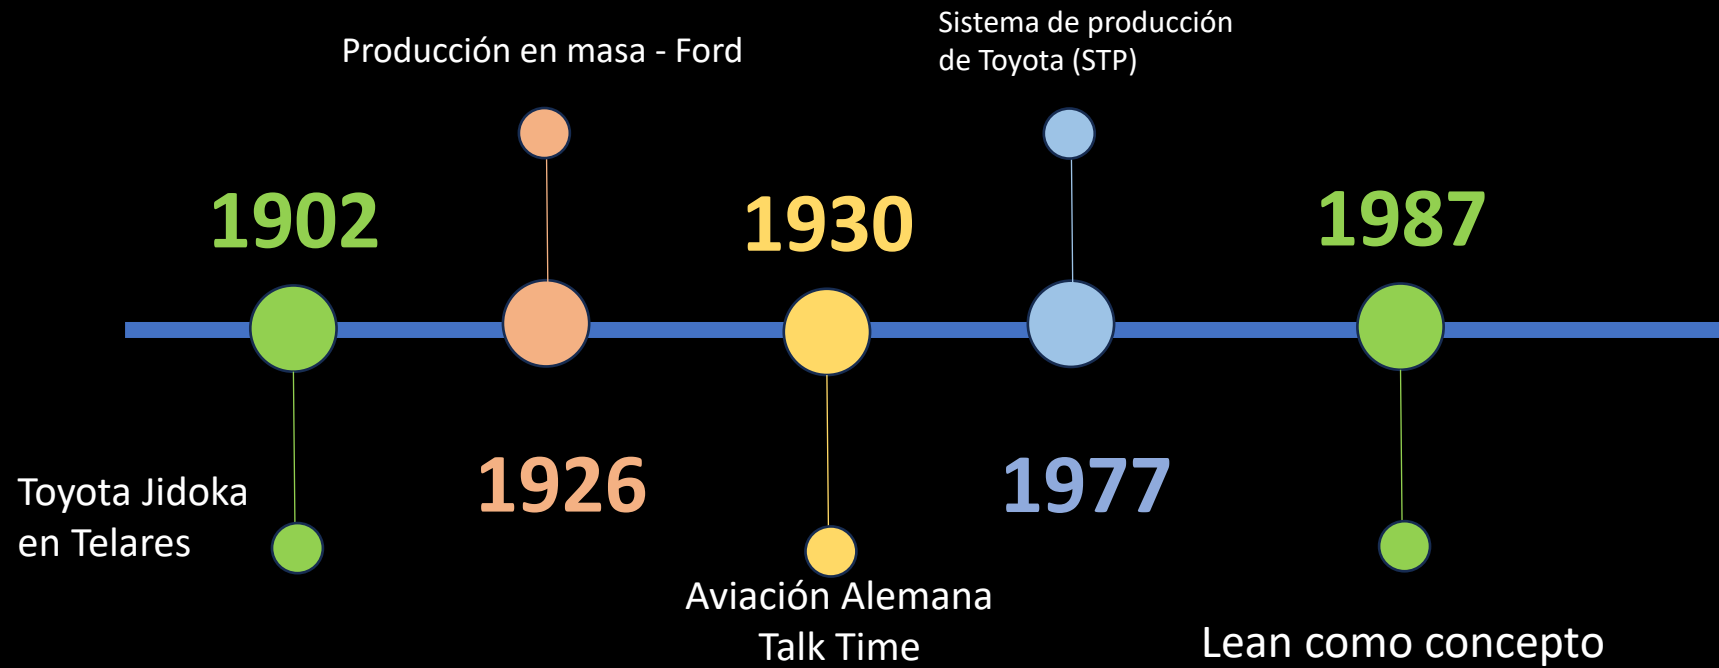 Sistema de producción
de Toyota (STP)
Producción en masa - Ford
1902
1930
1987
1926
1977
Toyota Jidoka
en Telares
Aviación Alemana
Talk Time
Lean como concepto